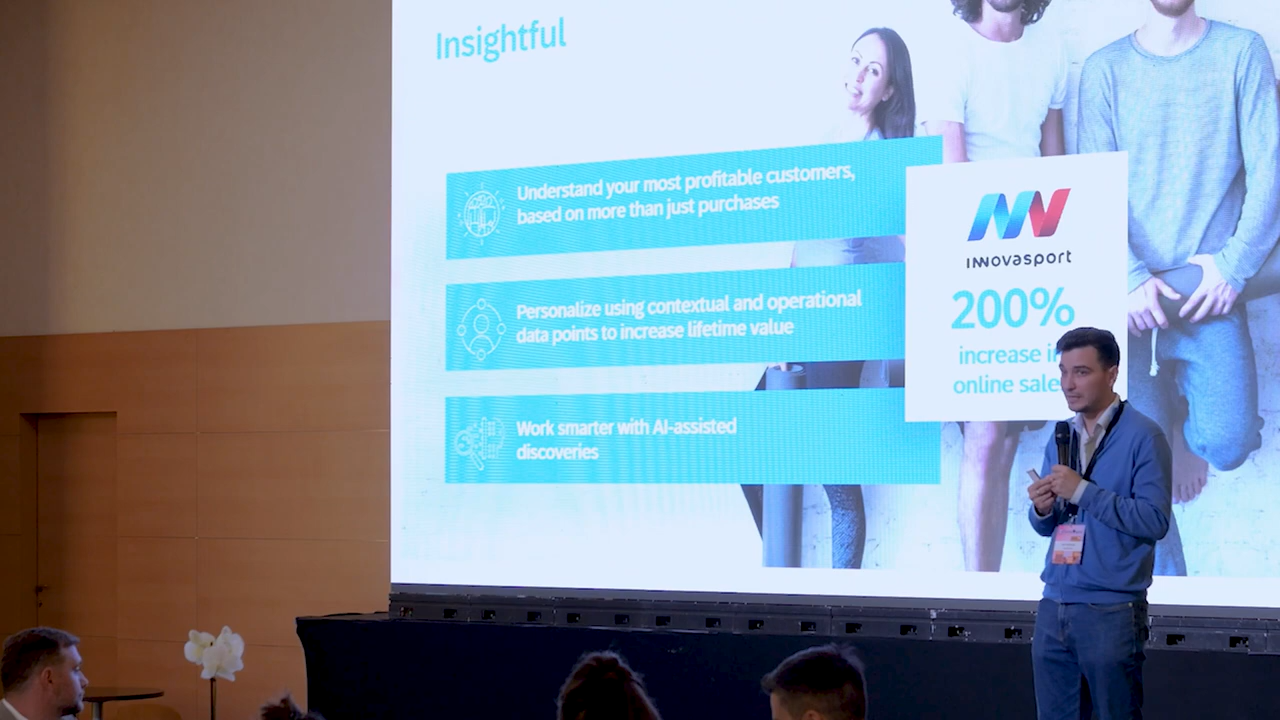 Insightful
Understand your most profitable customers,
based on more than just purchases
Personalize using contextual and operational
data points to increase lifetime value
Work smarter with AI-assisted
discoveries
INNovasport
200%
increase in
online sale